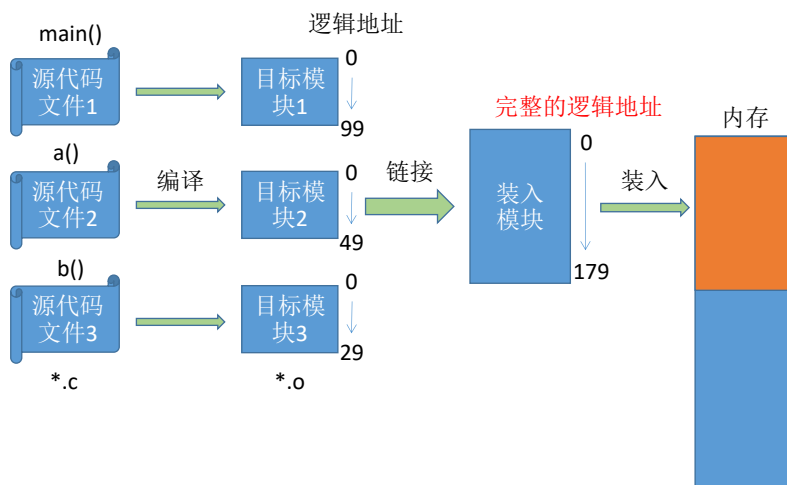 main()
逻辑地址
源代码
文件1
目标模
块1
0
99
完整的逻辑地址
内存
a()
源代码
文件2
编译
目标模
块2
0
49
链接
装入
模块
0
179
装入
b()
源代码
文件3
目标模
块3
0
29
*.c
*.o